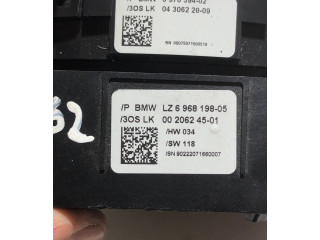 04 3062 20-09
/3OS LK
/P BMW LZ 6 968 198-05
/3OS LK 00 2062 45-01
/HW 034
/SW 118
/SN 90222071660007